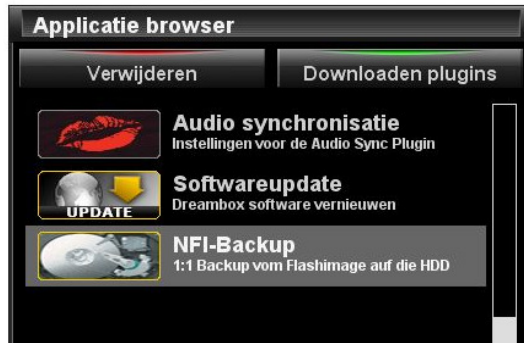 Applicatie browser
Verwijderen
Downloaden plugins
Audio synchronisatie
Instellingen voor de Audio Sync Plugin
UPDATE
Softwareupdate
Dreambox software vernieuwen
NFI-Backup
1:1 Backup vom Flashimage auf die HDD